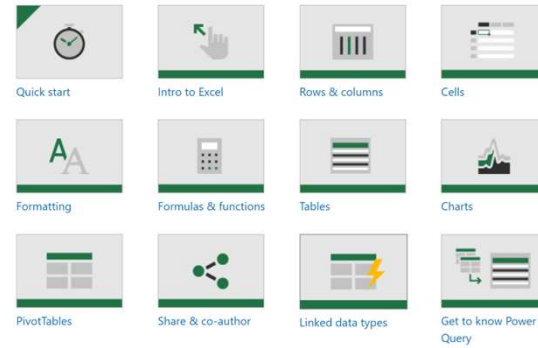 Quick start
Intro to Excel
Rows & columns
Cells
Formatting
Formulas & functions
Tables
Charts
PivotTables
Share & co-author
Linked data types
Get to know Power
Query